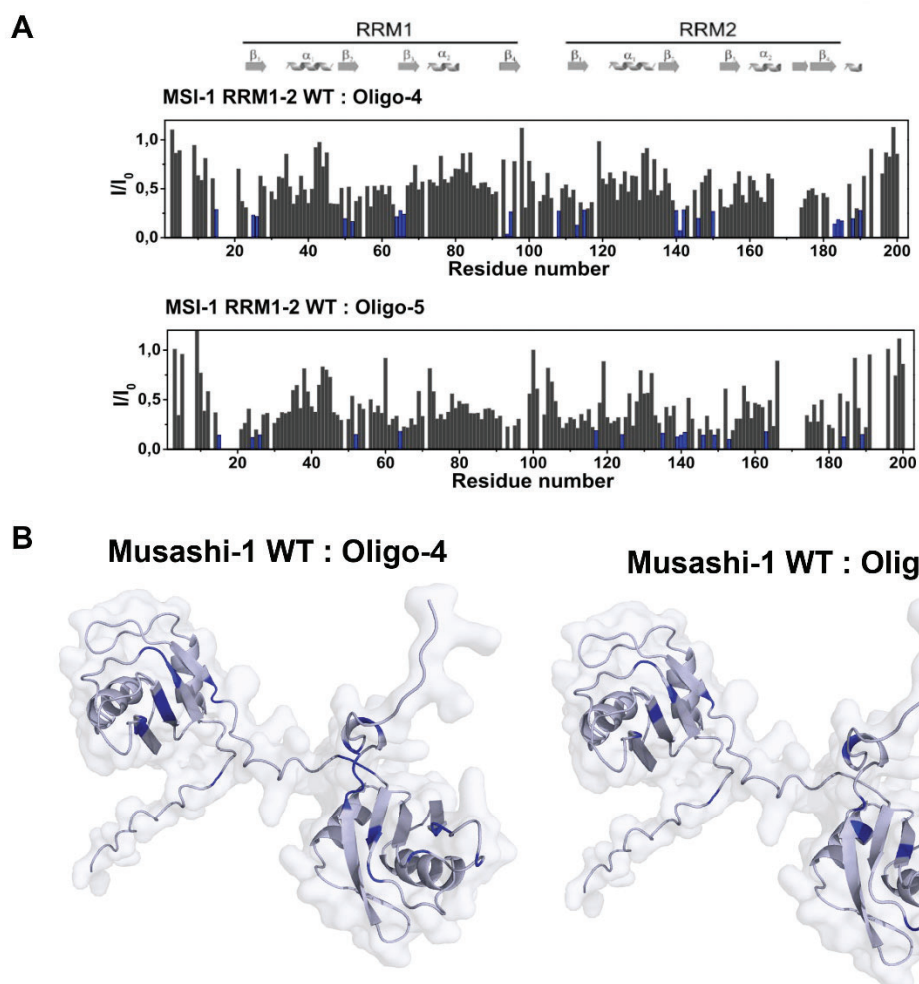 A
RRM1 RRM2
β₁ α₁ β₂ β₃ α₂ β₄ β₁ α₁ β₂ β₃ α₂ β₄
MSI-1 RRM1-2 WT : Oligo-4
I/I₀
1,0
0,5
0,0
20 40 60 80 100 120 140 160 180 200
Residue number
MSI-1 RRM1-2 WT : Oligo-5
I/I₀
1,0
0,5
0,0
20 40 60 80 100 120 140 160 180 200
Residue number
B
Musashi-1 WT : Oligo-4 Musashi-1 WT : Olig